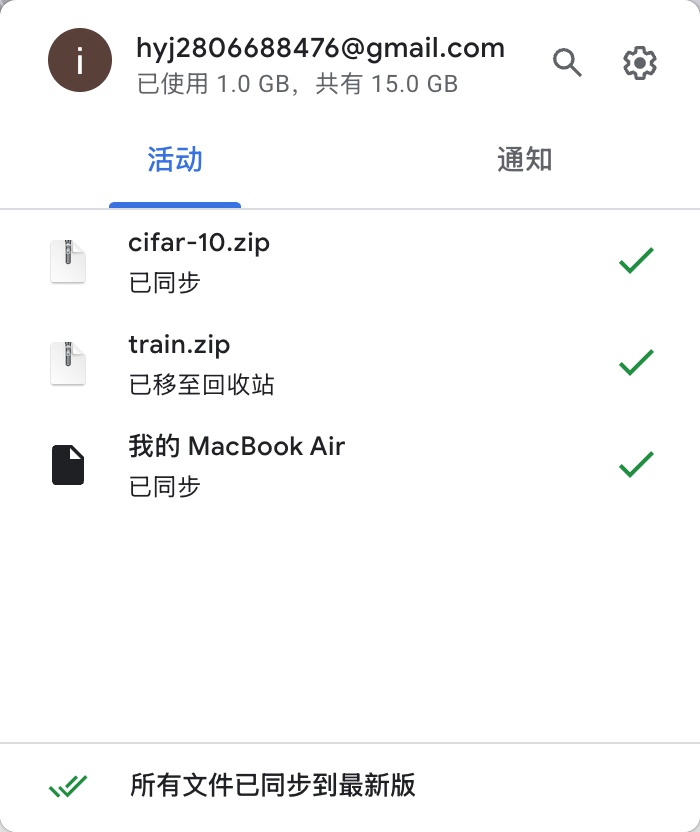 i
hyj2806688476@gmail.com
已使用 1.0 GB，共有 15.0 GB
活动
通知
cifar-10.zip
已同步
train.zip
已移至回收站
我的 MacBook Air
已同步
所有文件已同步到最新版